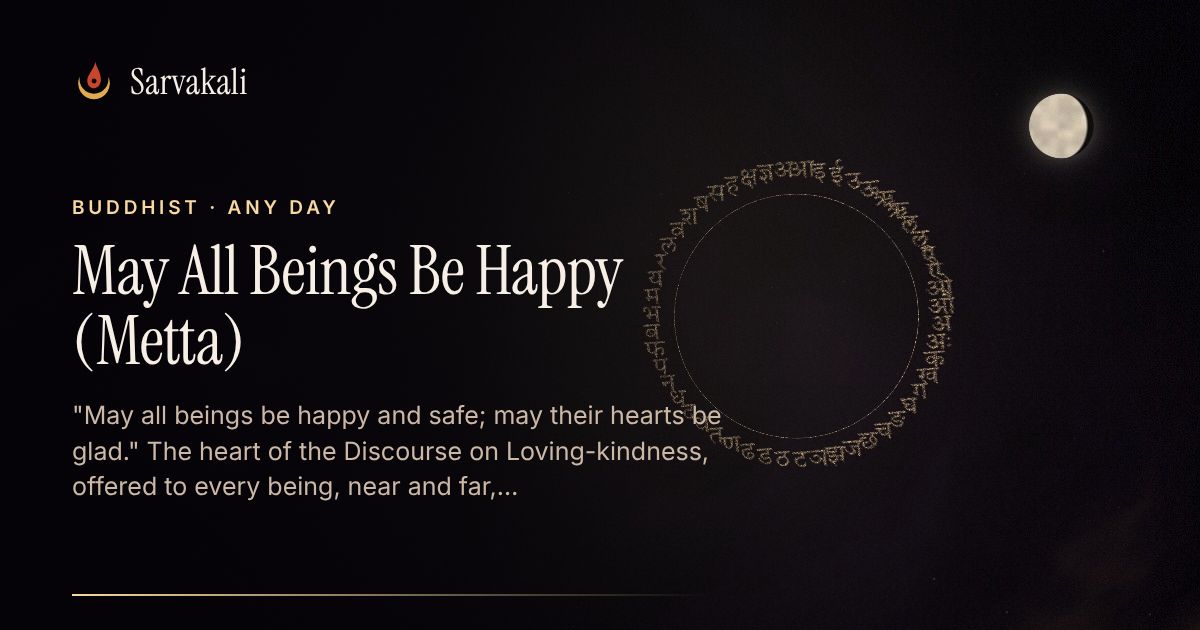 Sarvakali
BUDDHIST · ANY DAY
May All Beings Be Happy
(Metta)
"May all beings be happy and safe; may their hearts be
glad." The heart of the Discourse on Loving-kindness,
offered to every being, near and far,...